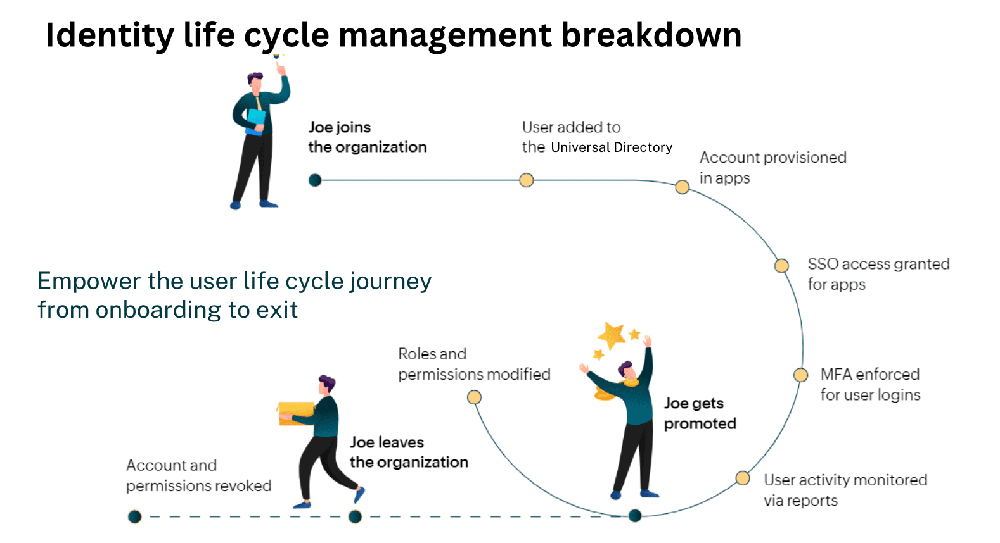 Identity life cycle management breakdown
Joe joins
the organization
User added to
the Universal Directory
Account provisioned
in apps
SSO access granted
for apps
Empower the user life cycle journey
from onboarding to exit
MFA enforced
for user logins
Roles and
permissions modified
Joe gets
promoted
User activity monitored
via reports
Joe leaves
the organization
Account and
permissions revoked